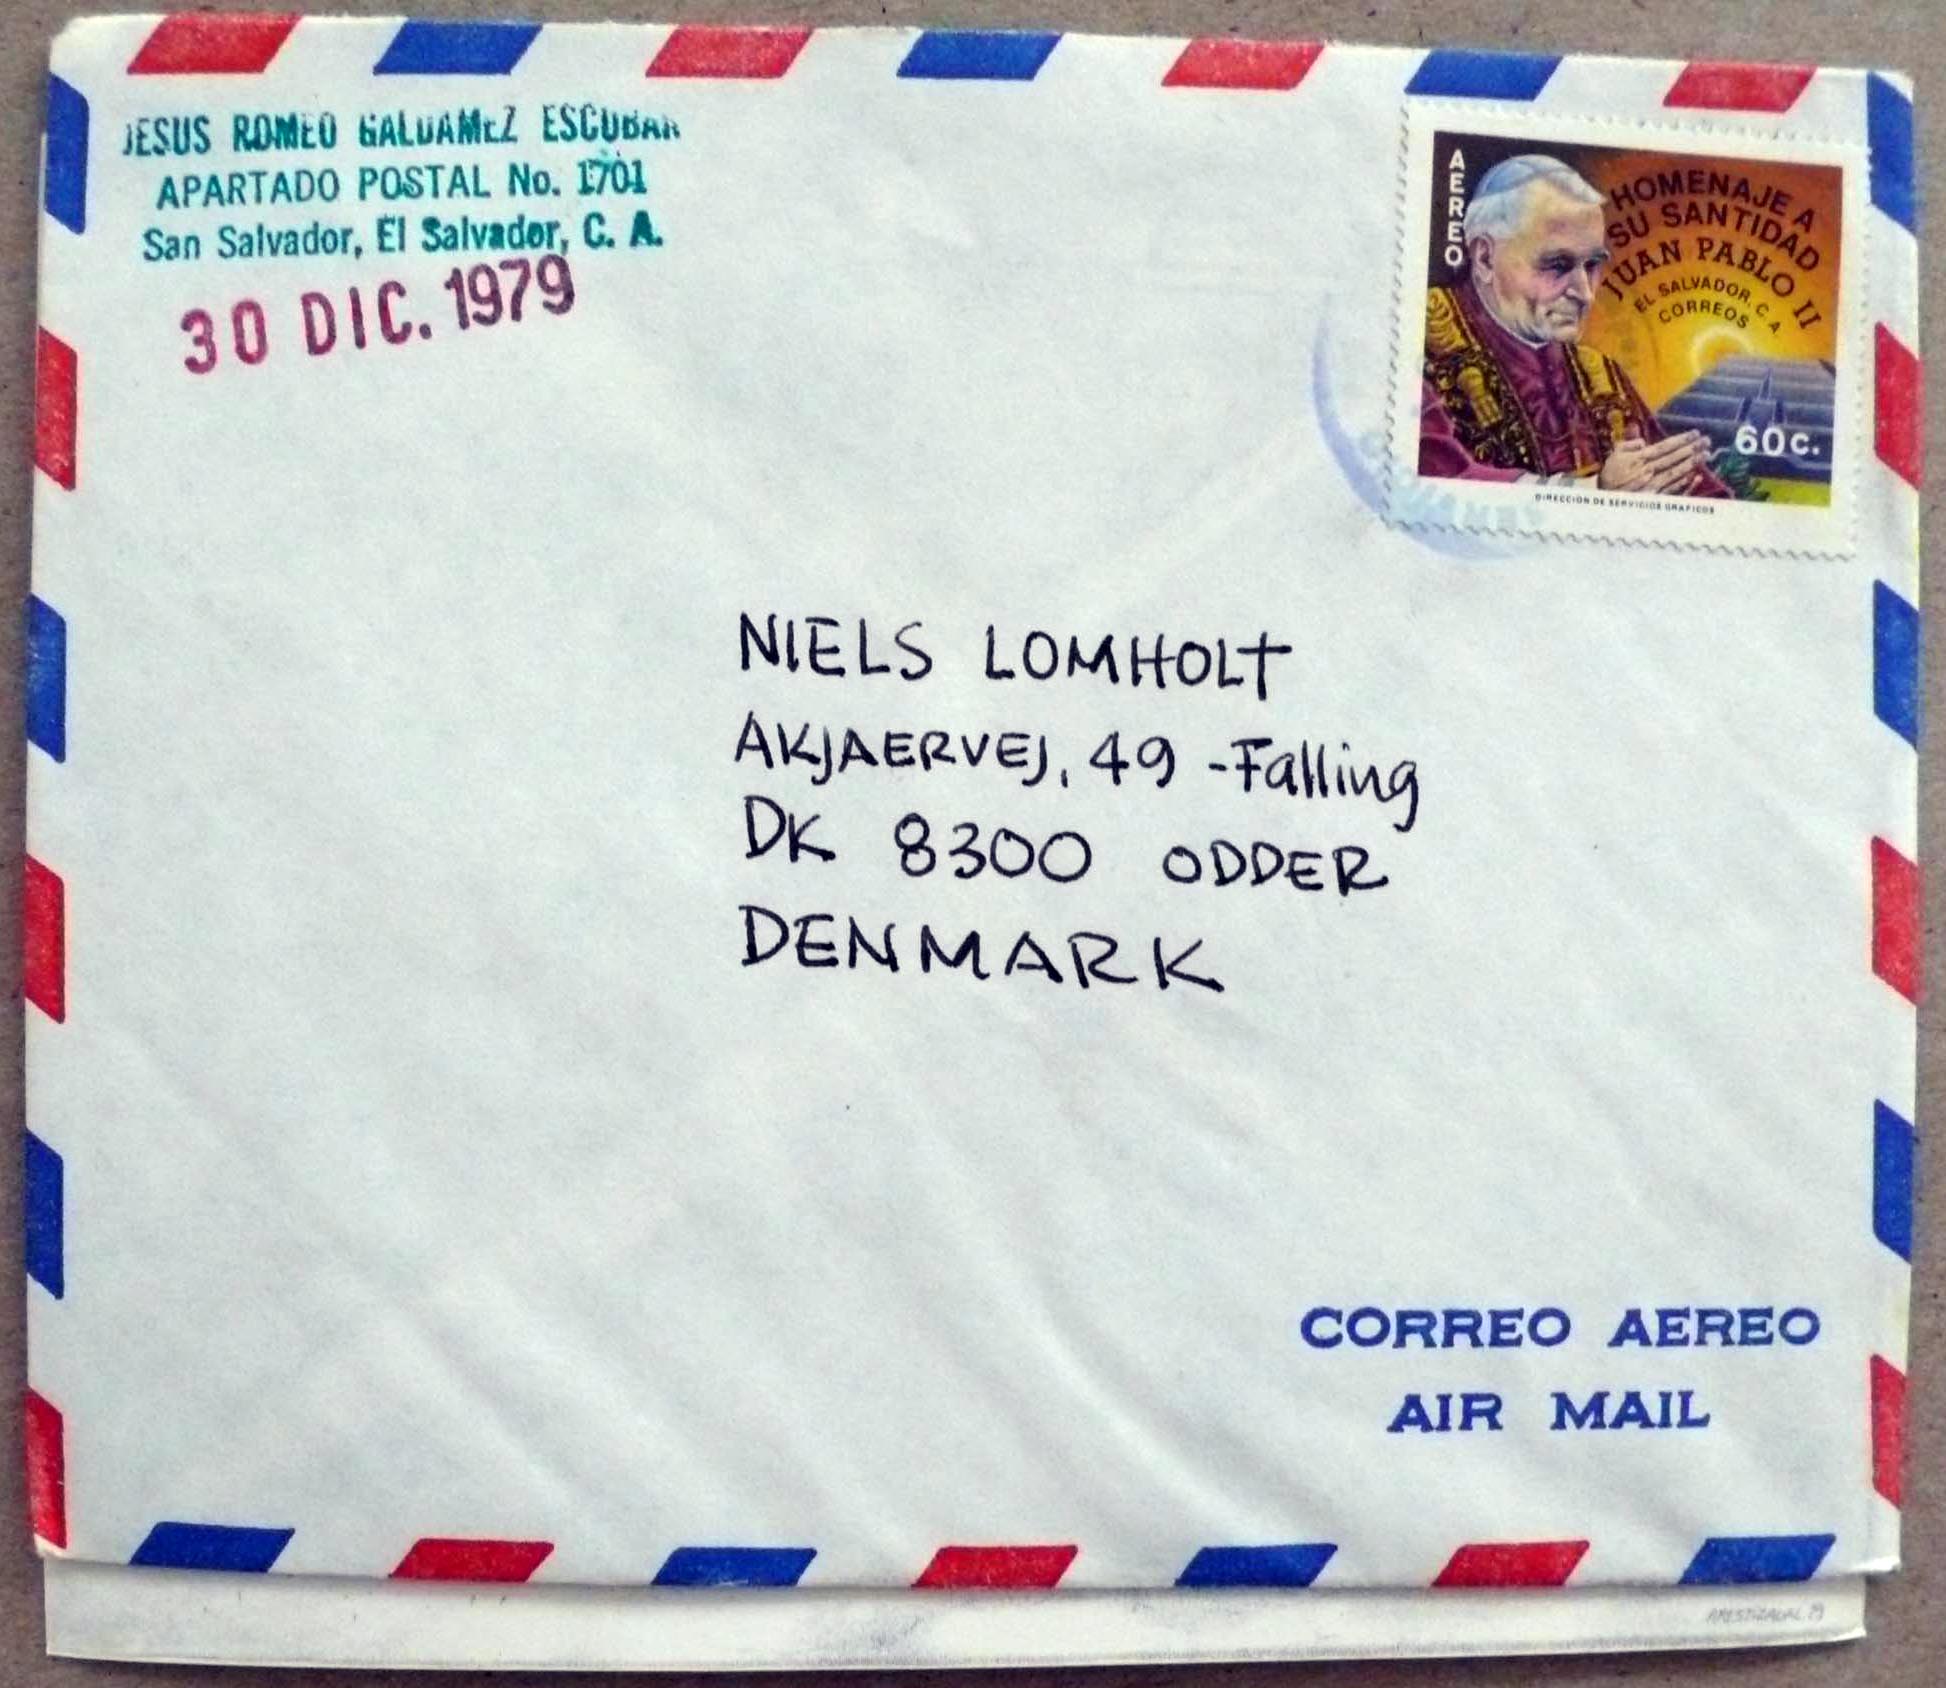 JESUS ROMEO GALDAMEZ ESCOBAR
APARTADO POSTAL No. 1701
San Salvador, El Salvador, C. A.
30 DIC. 1979
AEREO
HOMENAJE A
SU SANTIDAD
JUAN PABLO II
EL SALVADOR, C. A
CORREOS
60c.
DIRECCION DE SERVICIOS GRAFICOS
NIELS LOMHOLT
AKJAERVEJ, 49 - Falling
DK 8300 ODDER
DENMARK
CORREO AEREO
AIR MAIL